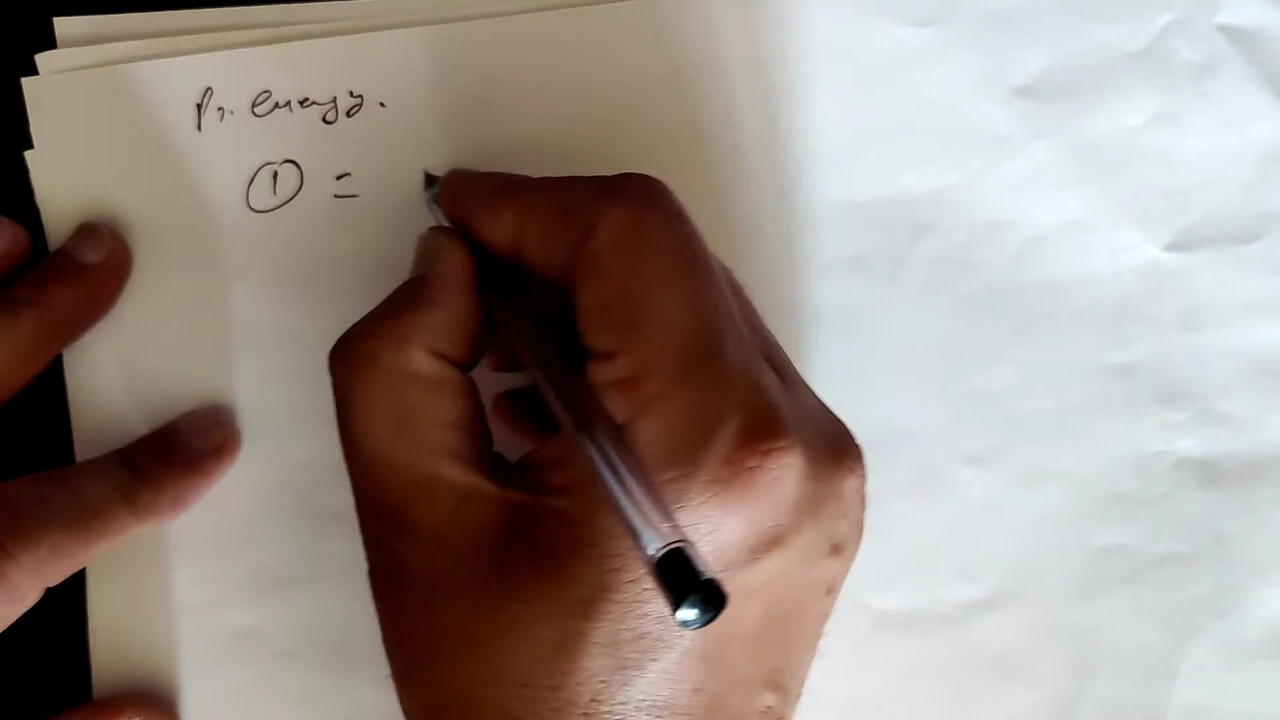 Pr. energy.
① =